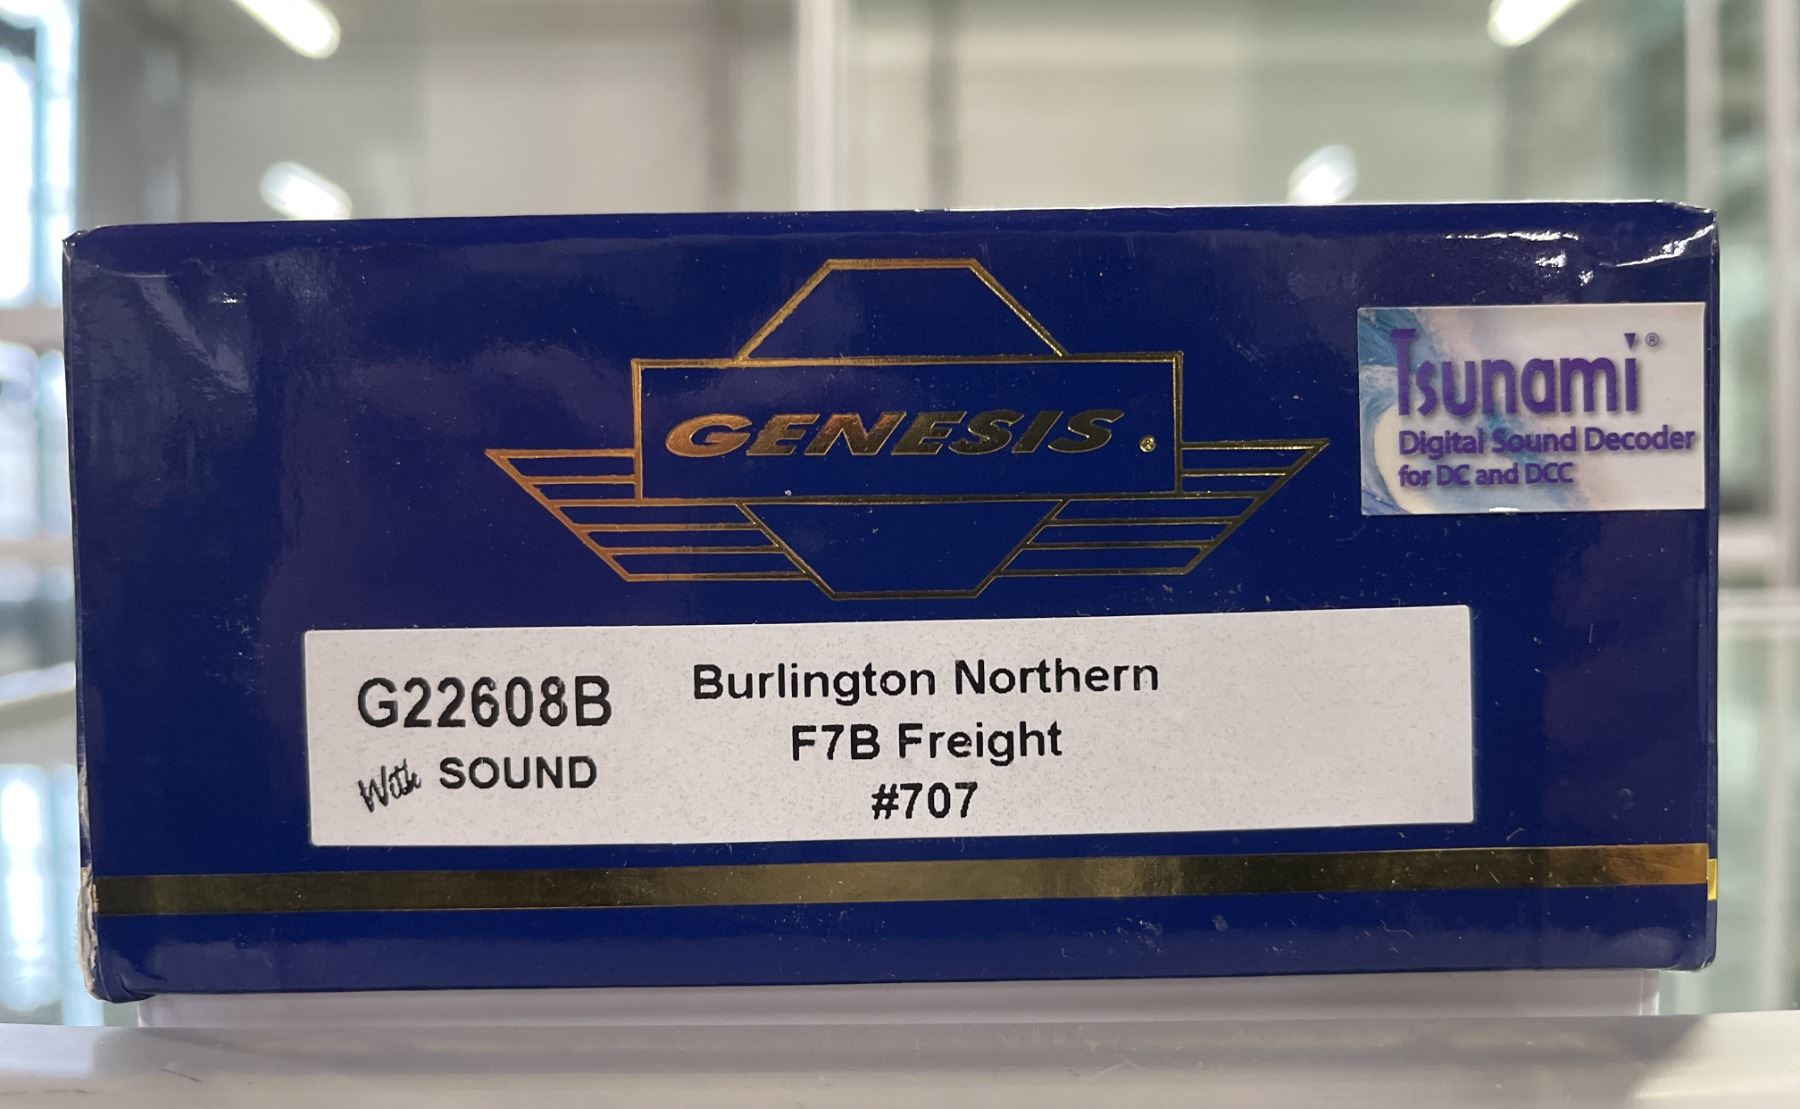 GENESIS®
Tsunami®
Digital Sound Decoder
for DC and DCC
G22608B
With SOUND
Burlington Northern
F7B Freight
#707